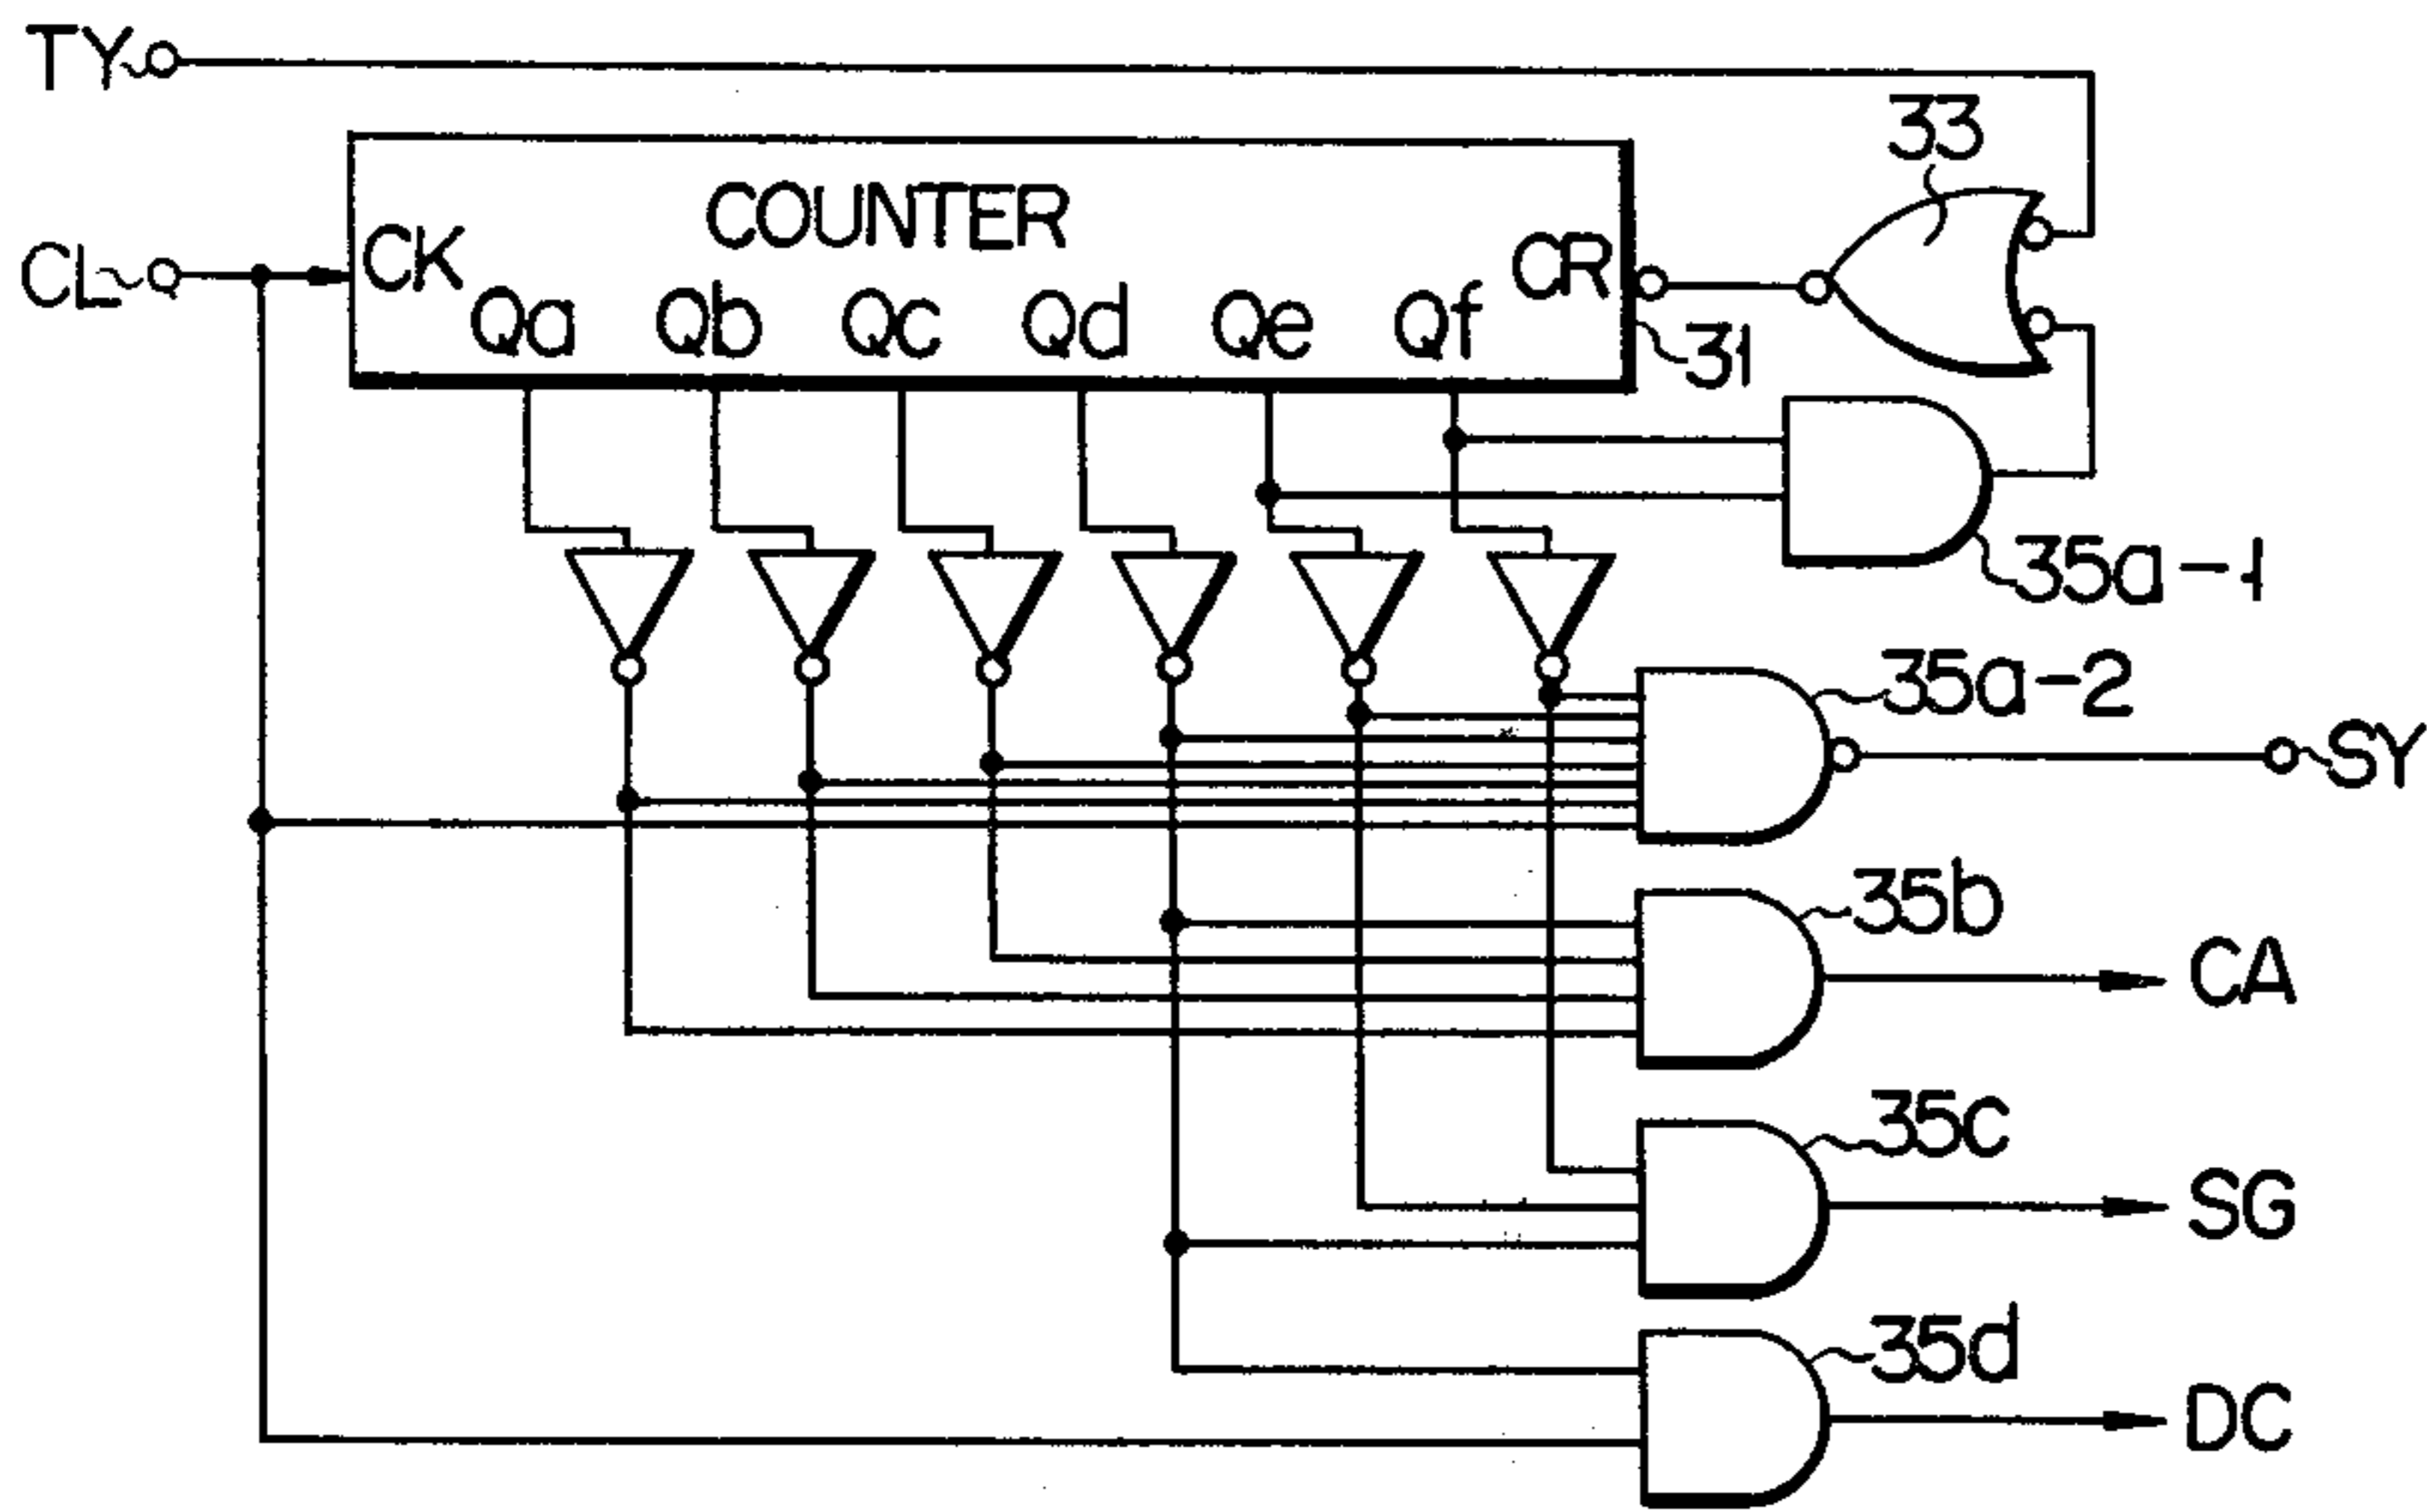 TY
33
COUNTER
CL
CK
CR
Qa Qb Qc Qd Qe Qf
31
35a-1
35a-2
SY
35b
CA
35c
SG
35d
DC